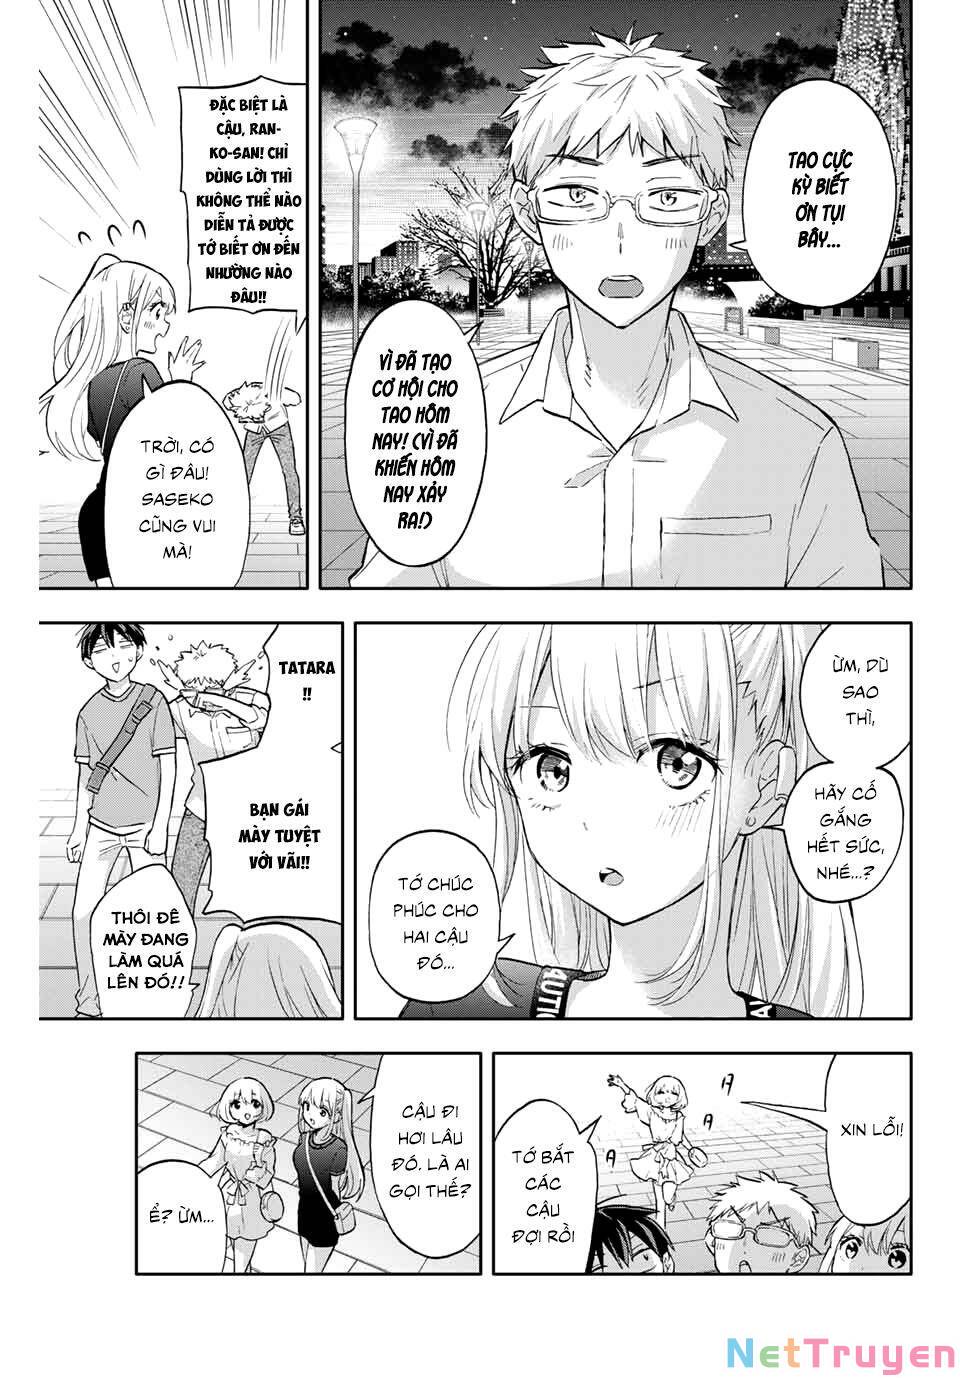 TAO CỰC
KỲ BIẾT
ƠN TỤI
BÂY...
VÌ ĐÃ TẠO
CƠ HỘI CHO
TAO HÔM
NAY! (VÌ ĐÃ
KHIẾN HÔM
NAY XẢY
RA!)
ĐẶC BIỆT LÀ
CẬU, RAN-
KO-SAN! CHỈ
DÙNG LỜI THÌ
KHÔNG THỂ NÀO
DIỄN TẢ ĐƯỢC
TỚ BIẾT ƠN ĐẾN
NHƯỜNG NÀO
ĐÂU!!
TRỜI, CÓ
GÌ ĐÂU!
SASEKO
CŨNG VUI
MÀ!
ỪM, DÙ
SAO
THÌ,
HÃY CỐ
GẮNG
HẾT SỨC,
NHÉ...?
TỚ CHÚC
PHÚC CHO
HAI CẬU
ĐÓ...
TATARA
!!
BẠN GÁI
MÀY TUYỆT
VỜI VÃI!!
THÔI ĐÊ
MÀY ĐANG
LÀM QUÁ
LÊN ĐÓ!!
XIN LỖI!
TỚ BẮT
CÁC
CẬU
ĐỢI RỒI
CẬU ĐI
HƠI LÂU
ĐÓ. LÀ AI
GỌI THẾ?
Ể? ỪM...
NetTruyen